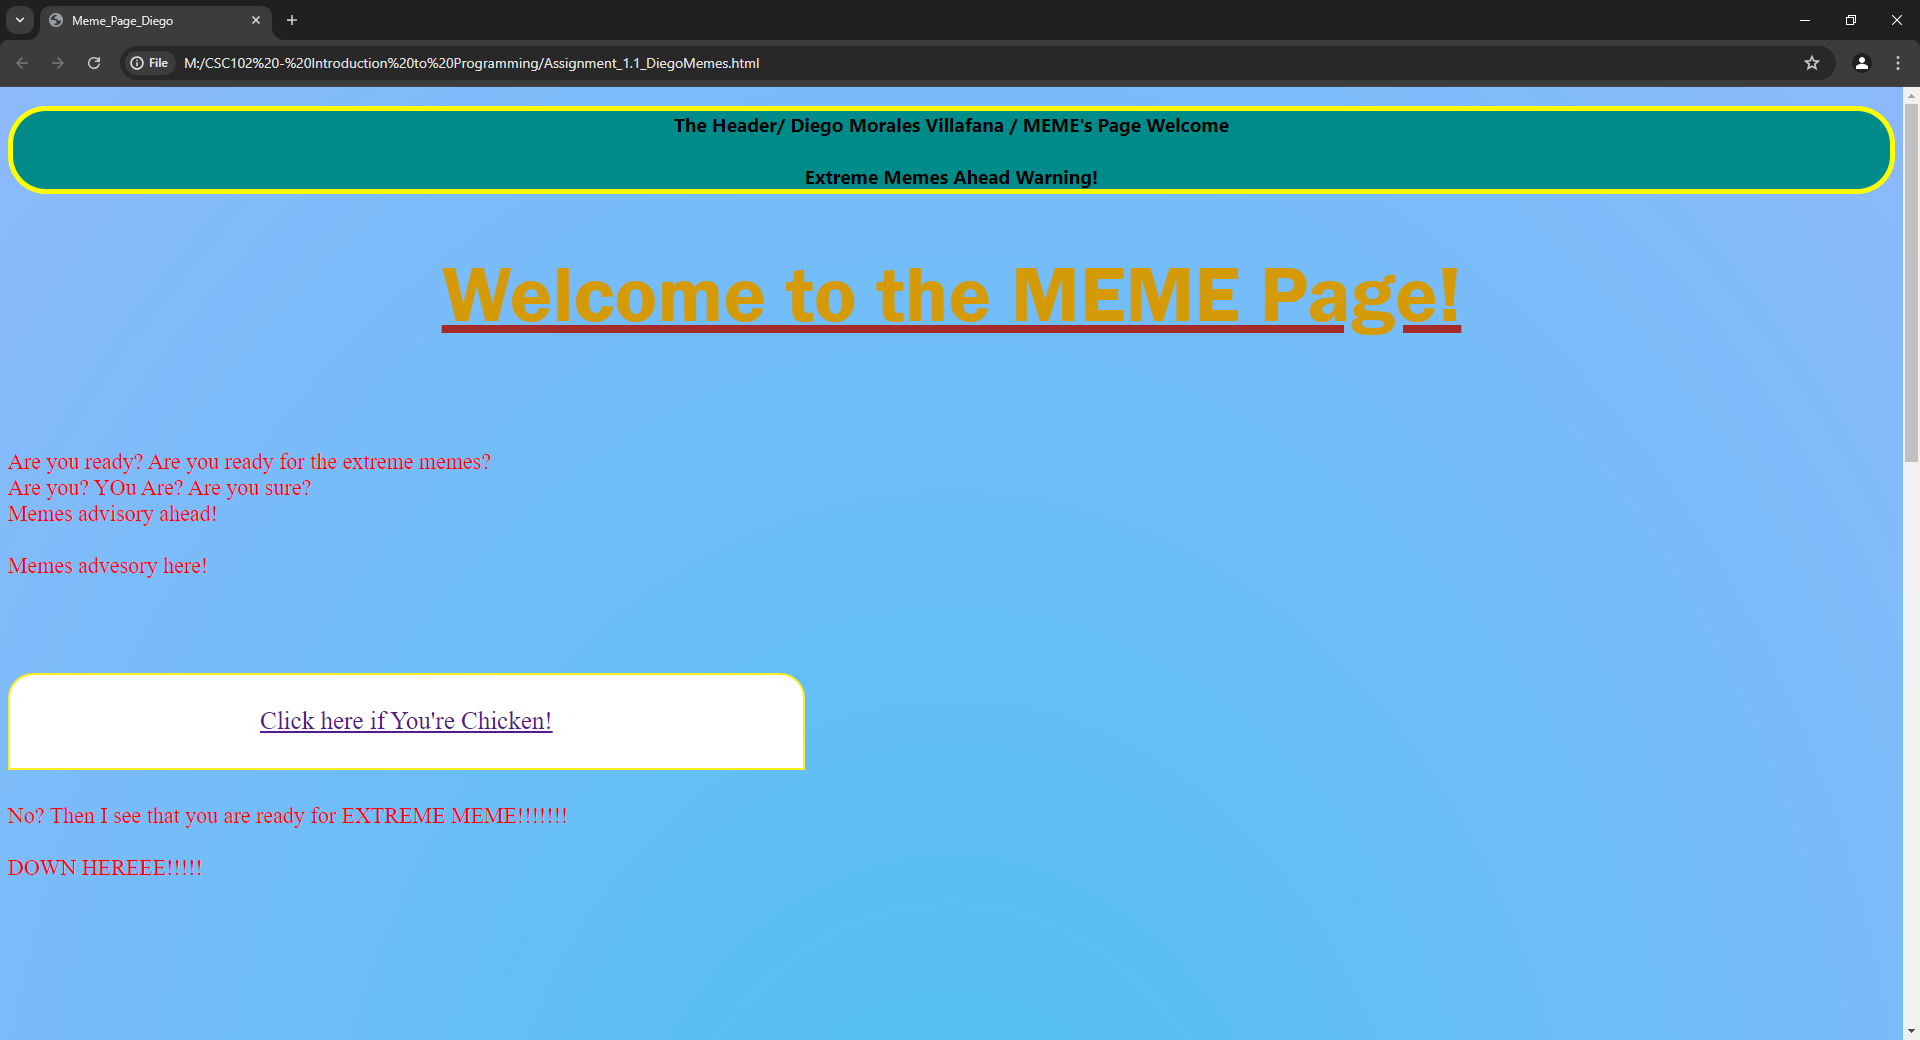 Meme_Page_Diego
File M:/CSC102%20-%20Introduction%20to%20Programming/Assignment_1.1_DiegoMemes.html
The Header/ Diego Morales Villafana / MEME's Page Welcome
Extreme Memes Ahead Warning!
Welcome to the MEME Page!
Are you ready? Are you ready for the extreme memes?
Are you? YOu Are? Are you sure?
Memes advisory ahead!
Memes advesory here!
Click here if You're Chicken!
No? Then I see that you are ready for EXTREME MEME!!!!!!!
DOWN HEREEE!!!!!